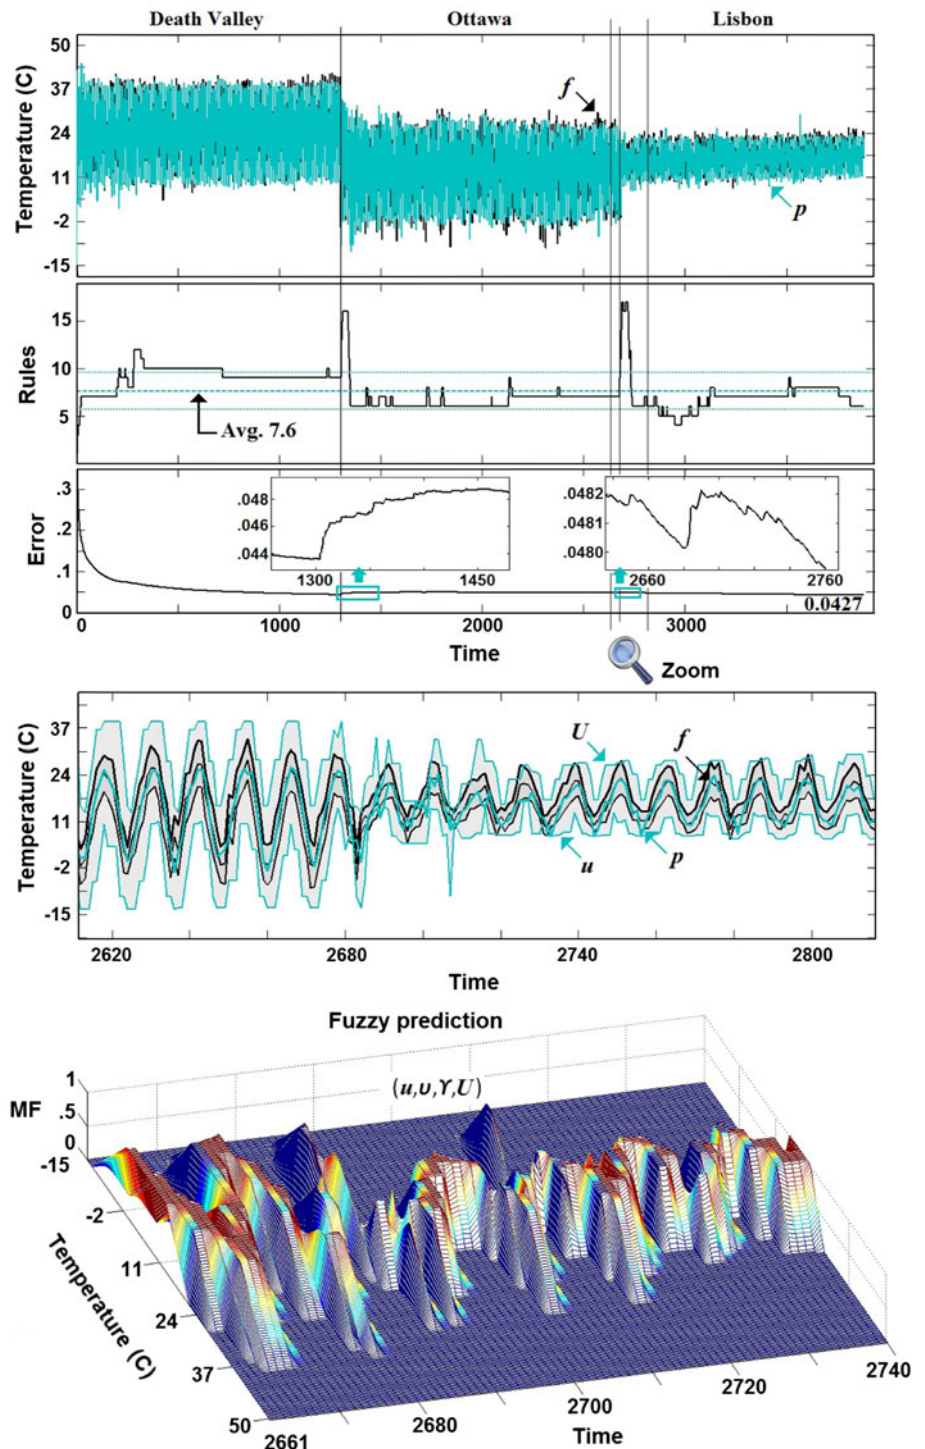 Death Valley Ottawa Lisbon
50
37
24
11
-2
-15
Temperature (C)
f
p
15
10
5
Rules
Avg. 7.6
.3
.2
.1
0
Error
.048
.046
.044
1300 1450
.0482
.0481
.0480
2660 2760
0.0427
0 1000 2000 3000
Time
Zoom
37
24
11
-2
-15
Temperature (C)
U
f
u
p
2620 2680 2740 2800
Time
Fuzzy prediction
(u,υ,ϒ,U)
1
.5
0
MF
-15
-2
11
24
37
50
Temperature (C)
2661 2680 2700 2720 2740
Time